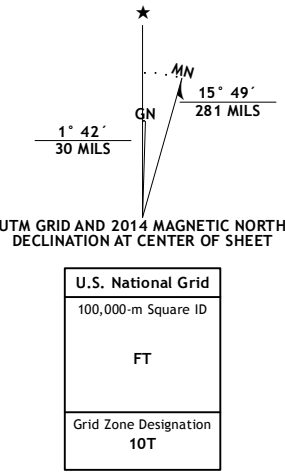 ★
MN
15° 49´
281 MILS
GN
1° 42´
30 MILS
UTM GRID AND 2014 MAGNETIC NORTH
DECLINATION AT CENTER OF SHEET
U.S. National Grid
100,000-m Square ID
FT
Grid Zone Designation
10T